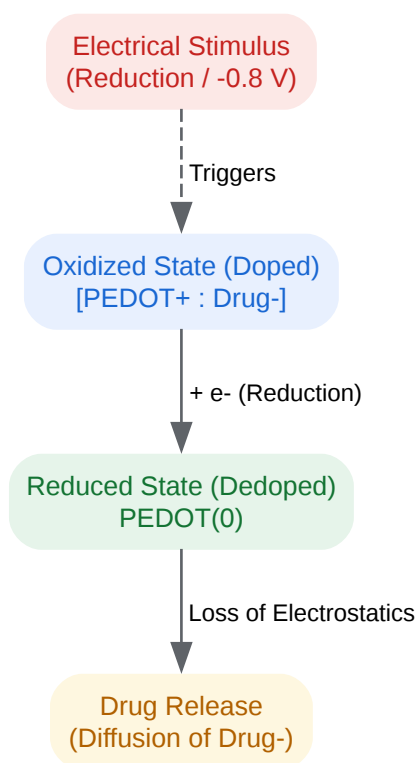 Electrical Stimulus
(Reduction / -0.8 V)
Triggers
Oxidized State (Doped)
[PEDOT+ : Drug-]
+ e- (Reduction)
Reduced State (Dedoped)
PEDOT(0)
Loss of Electrostatics
Drug Release
(Diffusion of Drug-)